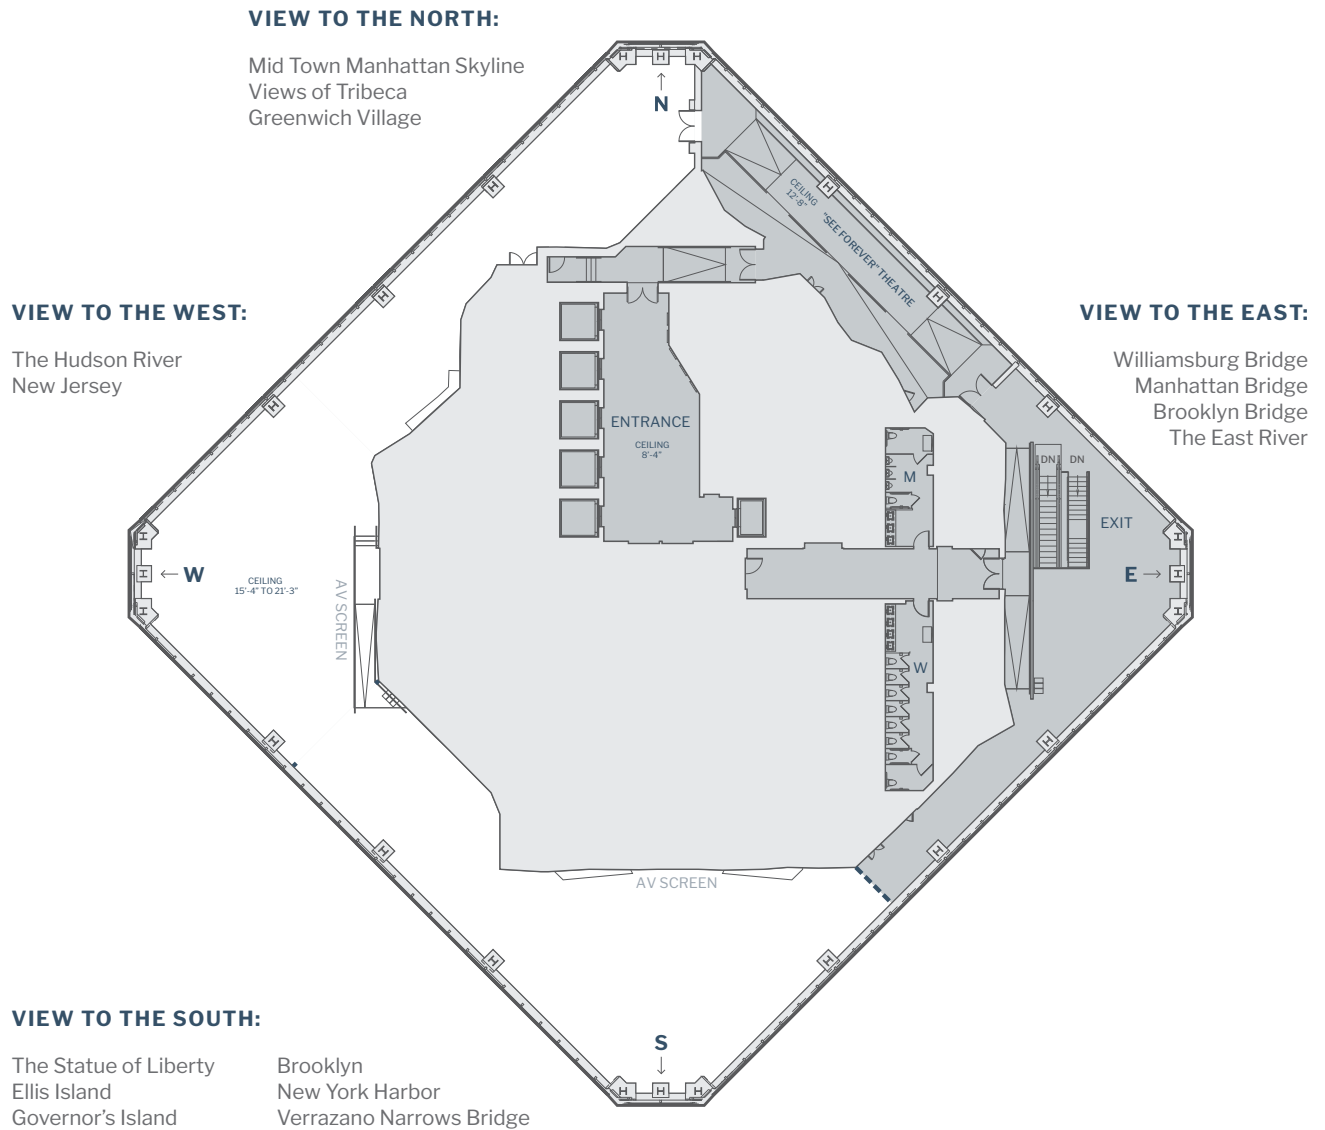 VIEW TO THE NORTH:
Mid Town Manhattan Skyline
Views of Tribeca
Greenwich Village
N
CEILING
12'-8"
"SEE FOREVER" THEATRE
VIEW TO THE WEST:
The Hudson River
New Jersey
VIEW TO THE EAST:
Williamsburg Bridge
Manhattan Bridge
Brooklyn Bridge
The East River
ENTRANCE
CEILING
8'-4"
M
DN
DN
EXIT
W
CEILING
15'-4" TO 21'-3"
AV SCREEN
E
W
AV SCREEN
S
VIEW TO THE SOUTH:
The Statue of Liberty
Ellis Island
Governor's Island
Brooklyn
New York Harbor
Verrazano Narrows Bridge